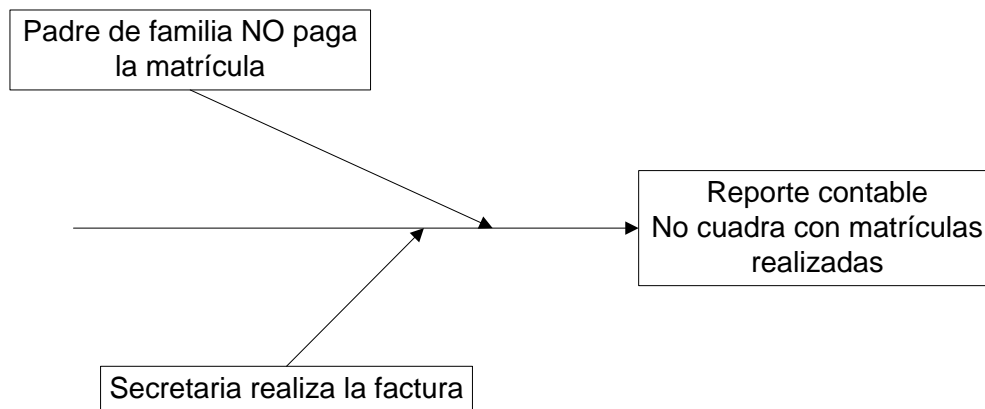 Padre de familia NO paga
la matrícula
Reporte contable
No cuadra con matrículas
realizadas
Secretaria realiza la factura